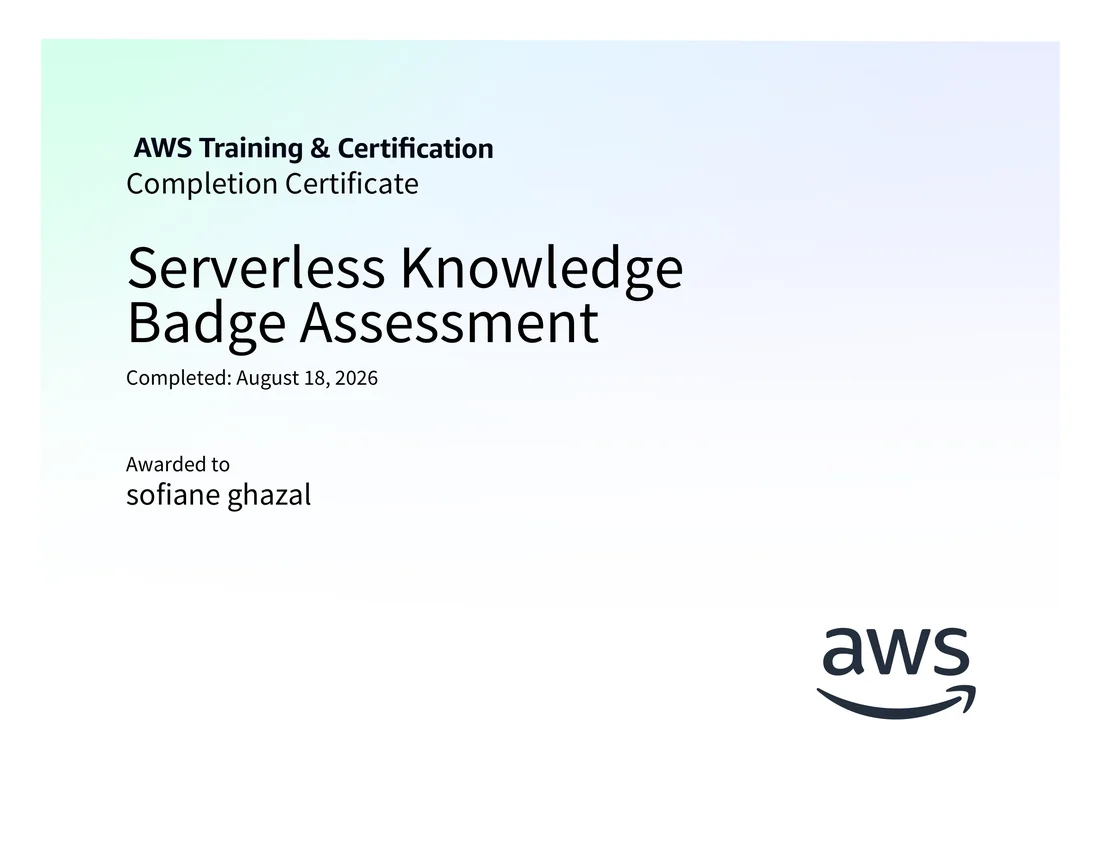 AWS Training & Certification
Completion Certificate
Serverless Knowledge
Badge Assessment
Completed: August 18, 2026
Awarded to
sofiane ghazal
aws